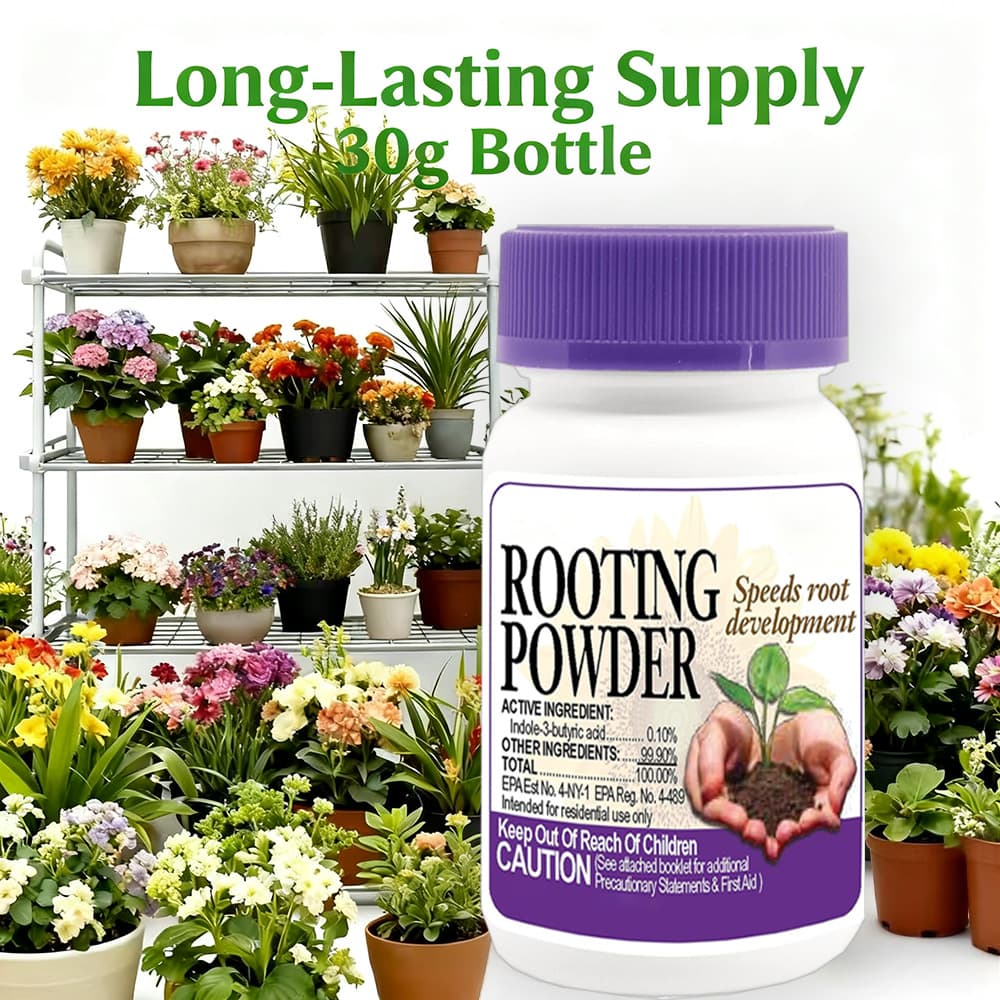 Long-Lasting Supply
30g Bottle
ROOTING
POWDER
Speeds root
development
ACTIVE INGREDIENT:
Indole-3-butyric acid............ 0.10%
OTHER INGREDIENTS: .....99.90%
TOTAL ........................100.00%
EPA Est No. 4-NY-1 EPA Reg. No. 4-489
Intended for residential use only
Keep Out Of Reach Of Children
CAUTION (See attached booklet for additional
Precautionary Statements & First Aid )